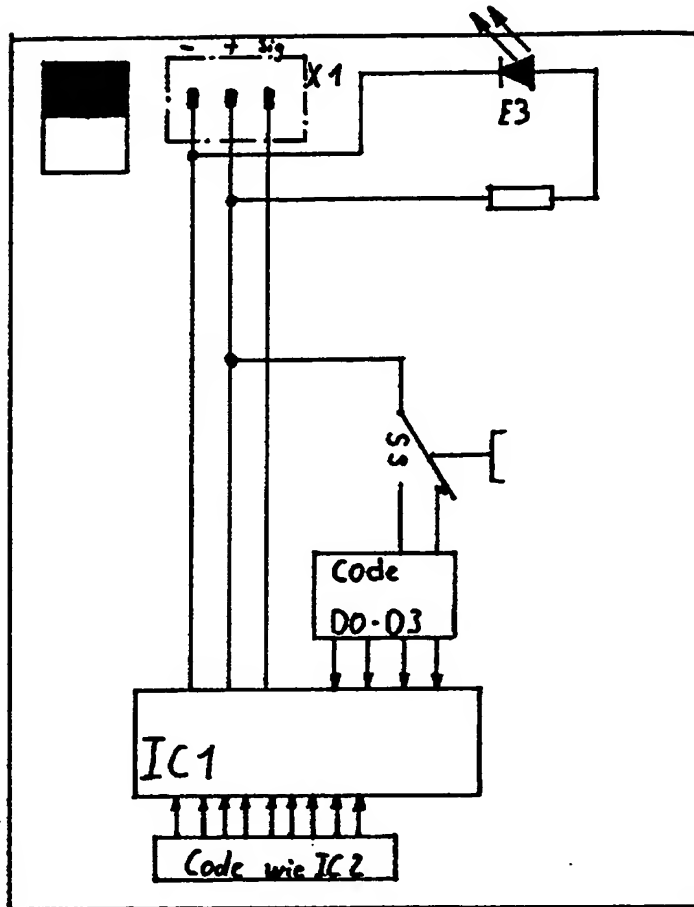 - + Sig
X1
E3
S5
Code
D0-D3
IC1
Code wie IC2